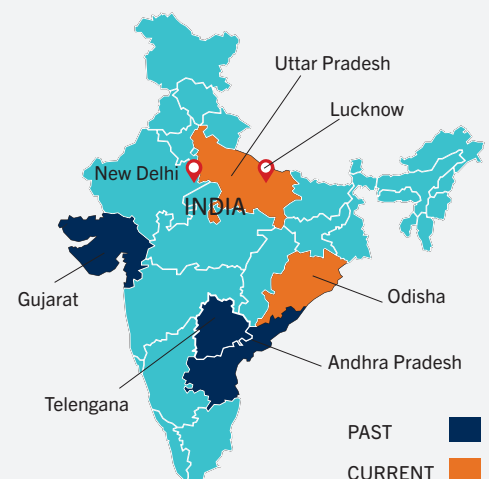 Uttar Pradesh
Lucknow
New Delhi
INDIA
Gujarat
Odisha
Andhra Pradesh
Telengana
PAST
CURRENT